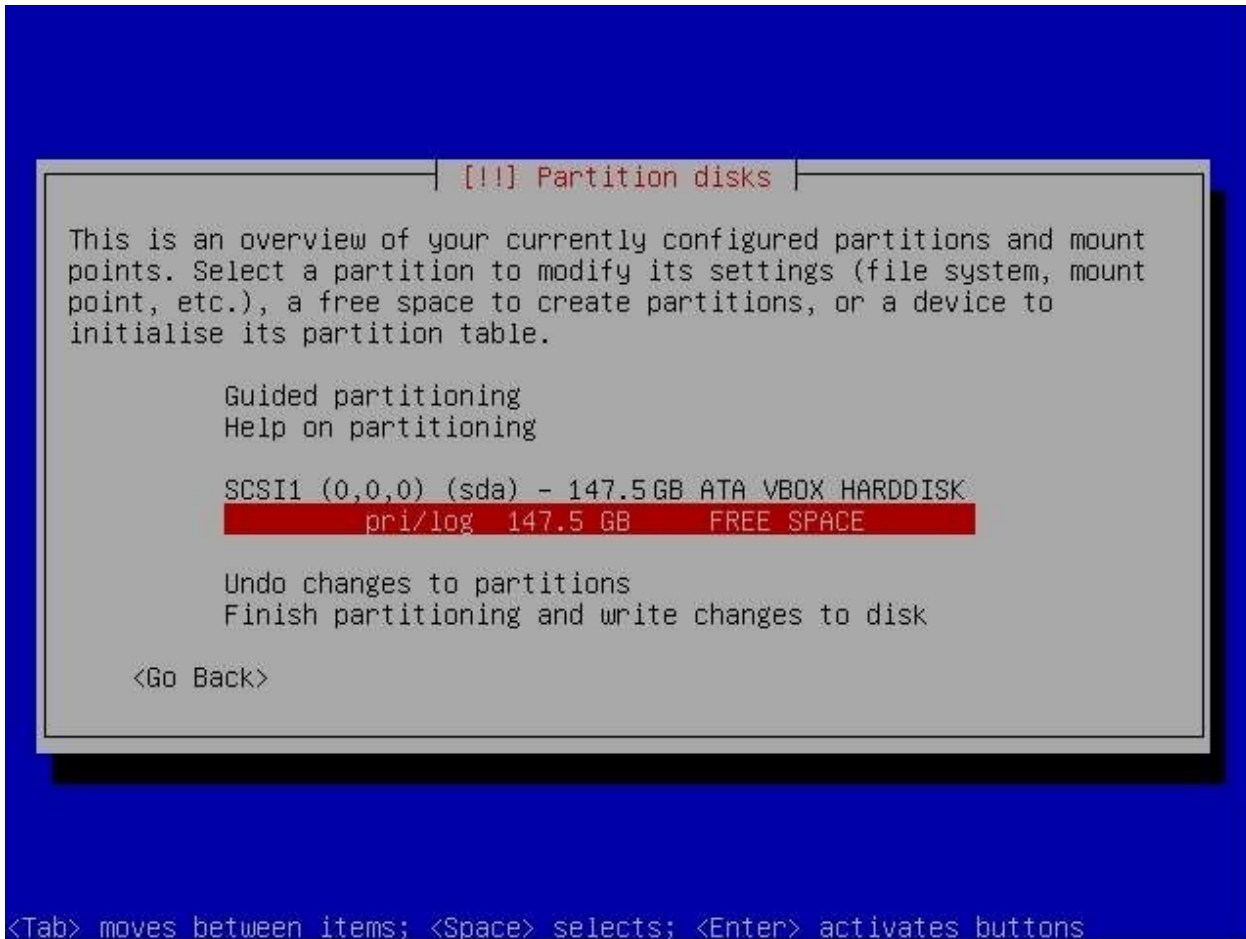 [!!] Partition disks
This is an overview of your currently configured partitions and mount
points. Select a partition to modify its settings (file system, mount
point, etc.), a free space to create partitions, or a device to
initialise its partition table.
Guided partitioning
Help on partitioning
SCSI1 (0,0,0) (sda) - 147.5GB ATA VBOX HARDDISK
pri/log 147.5 GB FREE SPACE
Undo changes to partitions
Finish partitioning and write changes to disk
<Go Back>
<Tab> moves between items; <Space> selects; <Enter> activates buttons